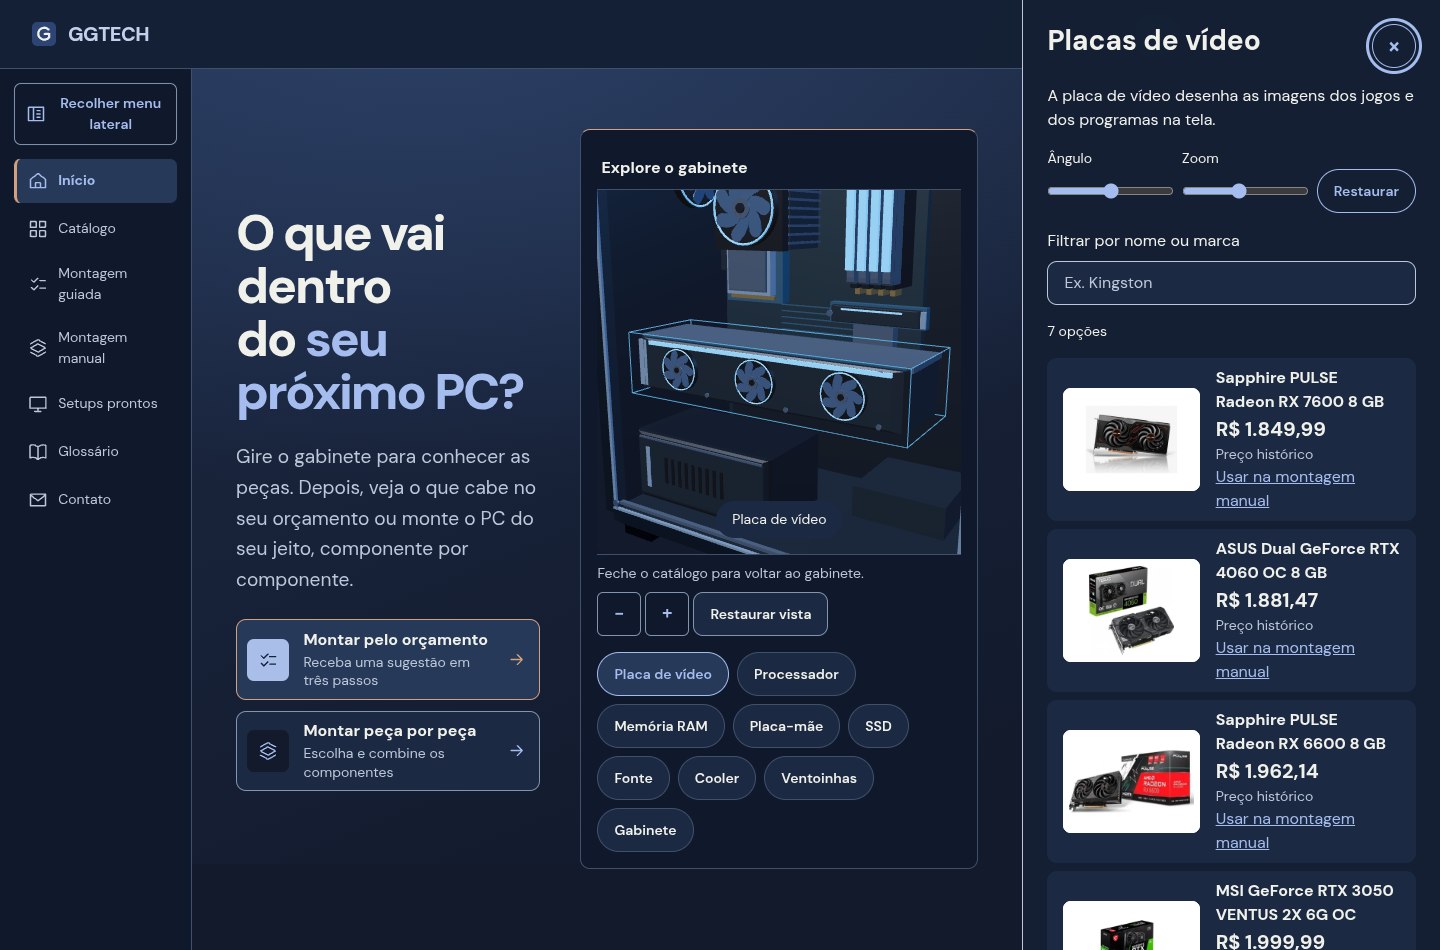 G GGTECH
Recolher menu
lateral
Início
Catálogo
Montagem
guiada
Montagem
manual
Setups prontos
Glossário
Contato
O que vai
dentro
do seu
próximo PC?
Gire o gabinete para conhecer as
peças. Depois, veja o que cabe no
seu orçamento ou monte o PC do
seu jeito, componente por
componente.
Montar pelo orçamento
Receba uma sugestão em
três passos
→
Montar peça por peça
Escolha e combine os
componentes
→
Explore o gabinete
Placa de vídeo
Feche o catálogo para voltar ao gabinete.
– + Restaurar vista
Placa de vídeo Processador
Memória RAM Placa-mãe SSD
Fonte Cooler Ventoinhas
Gabinete
Placas de vídeo ×
A placa de vídeo desenha as imagens dos jogos e
dos programas na tela.
Ângulo Zoom
Restaurar
Filtrar por nome ou marca
Ex. Kingston
7 opções
Sapphire PULSE
Radeon RX 7600 8 GB
R$ 1.849,99
Preço histórico
Usar na montagem
manual
ASUS Dual GeForce RTX
4060 OC 8 GB
R$ 1.881,47
Preço histórico
Usar na montagem
manual
Sapphire PULSE
Radeon RX 6600 8 GB
R$ 1.962,14
Preço histórico
Usar na montagem
manual
MSI GeForce RTX 3050
VENTUS 2X 6G OC
R$ 1.999,99